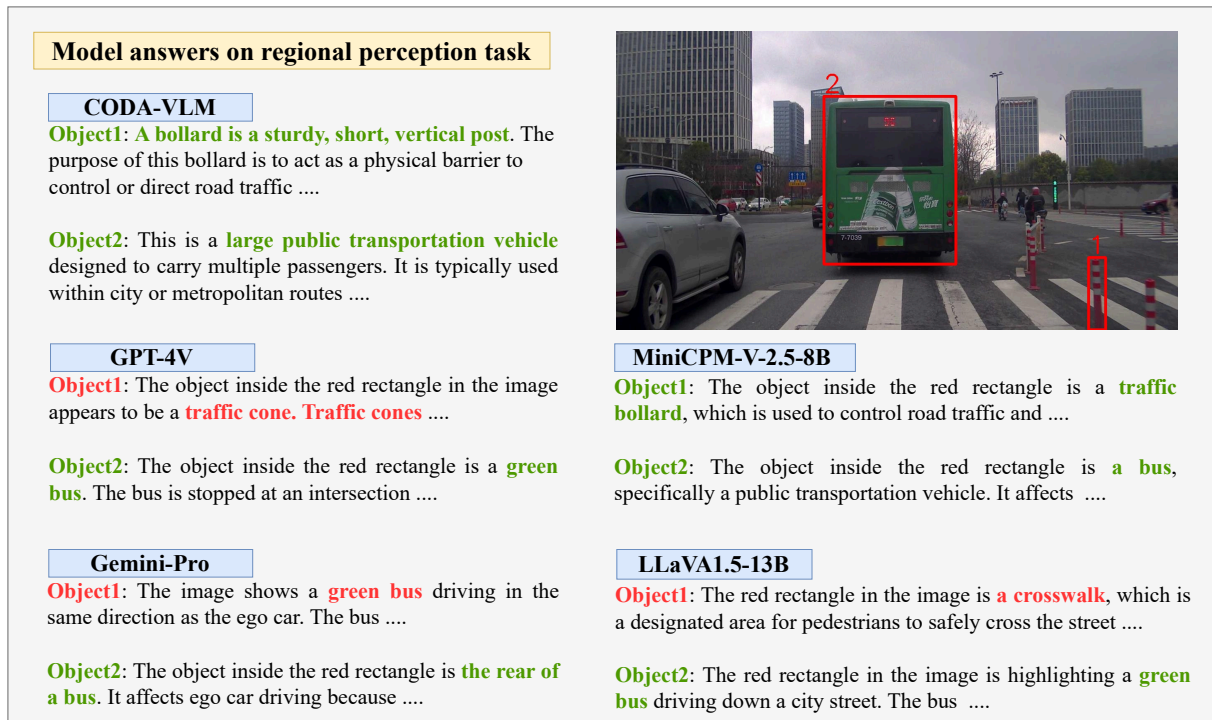 Model answers on regional perception task
CODA-VLM
Object1: A bollard is a sturdy, short, vertical post. The
purpose of this bollard is to act as a physical barrier to
control or direct road traffic ....
Object2: This is a large public transportation vehicle
designed to carry multiple passengers. It is typically used
within city or metropolitan routes ....
2
怡寶
7-7039
1
GPT-4V
Object1: The object inside the red rectangle in the image
appears to be a traffic cone. Traffic cones ....
Object2: The object inside the red rectangle is a green
bus. The bus is stopped at an intersection ....
MiniCPM-V-2.5-8B
Object1: The object inside the red rectangle is a traffic
bollard, which is used to control road traffic and ....
Object2: The object inside the red rectangle is a bus,
specifically a public transportation vehicle. It affects ....
Gemini-Pro
Object1: The image shows a green bus driving in the
same direction as the ego car. The bus ....
Object2: The object inside the red rectangle is the rear of
a bus. It affects ego car driving because ....
LLaVA1.5-13B
Object1: The red rectangle in the image is a crosswalk, which is
a designated area for pedestrians to safely cross the street ....
Object2: The red rectangle in the image is highlighting a green
bus driving down a city street. The bus ....